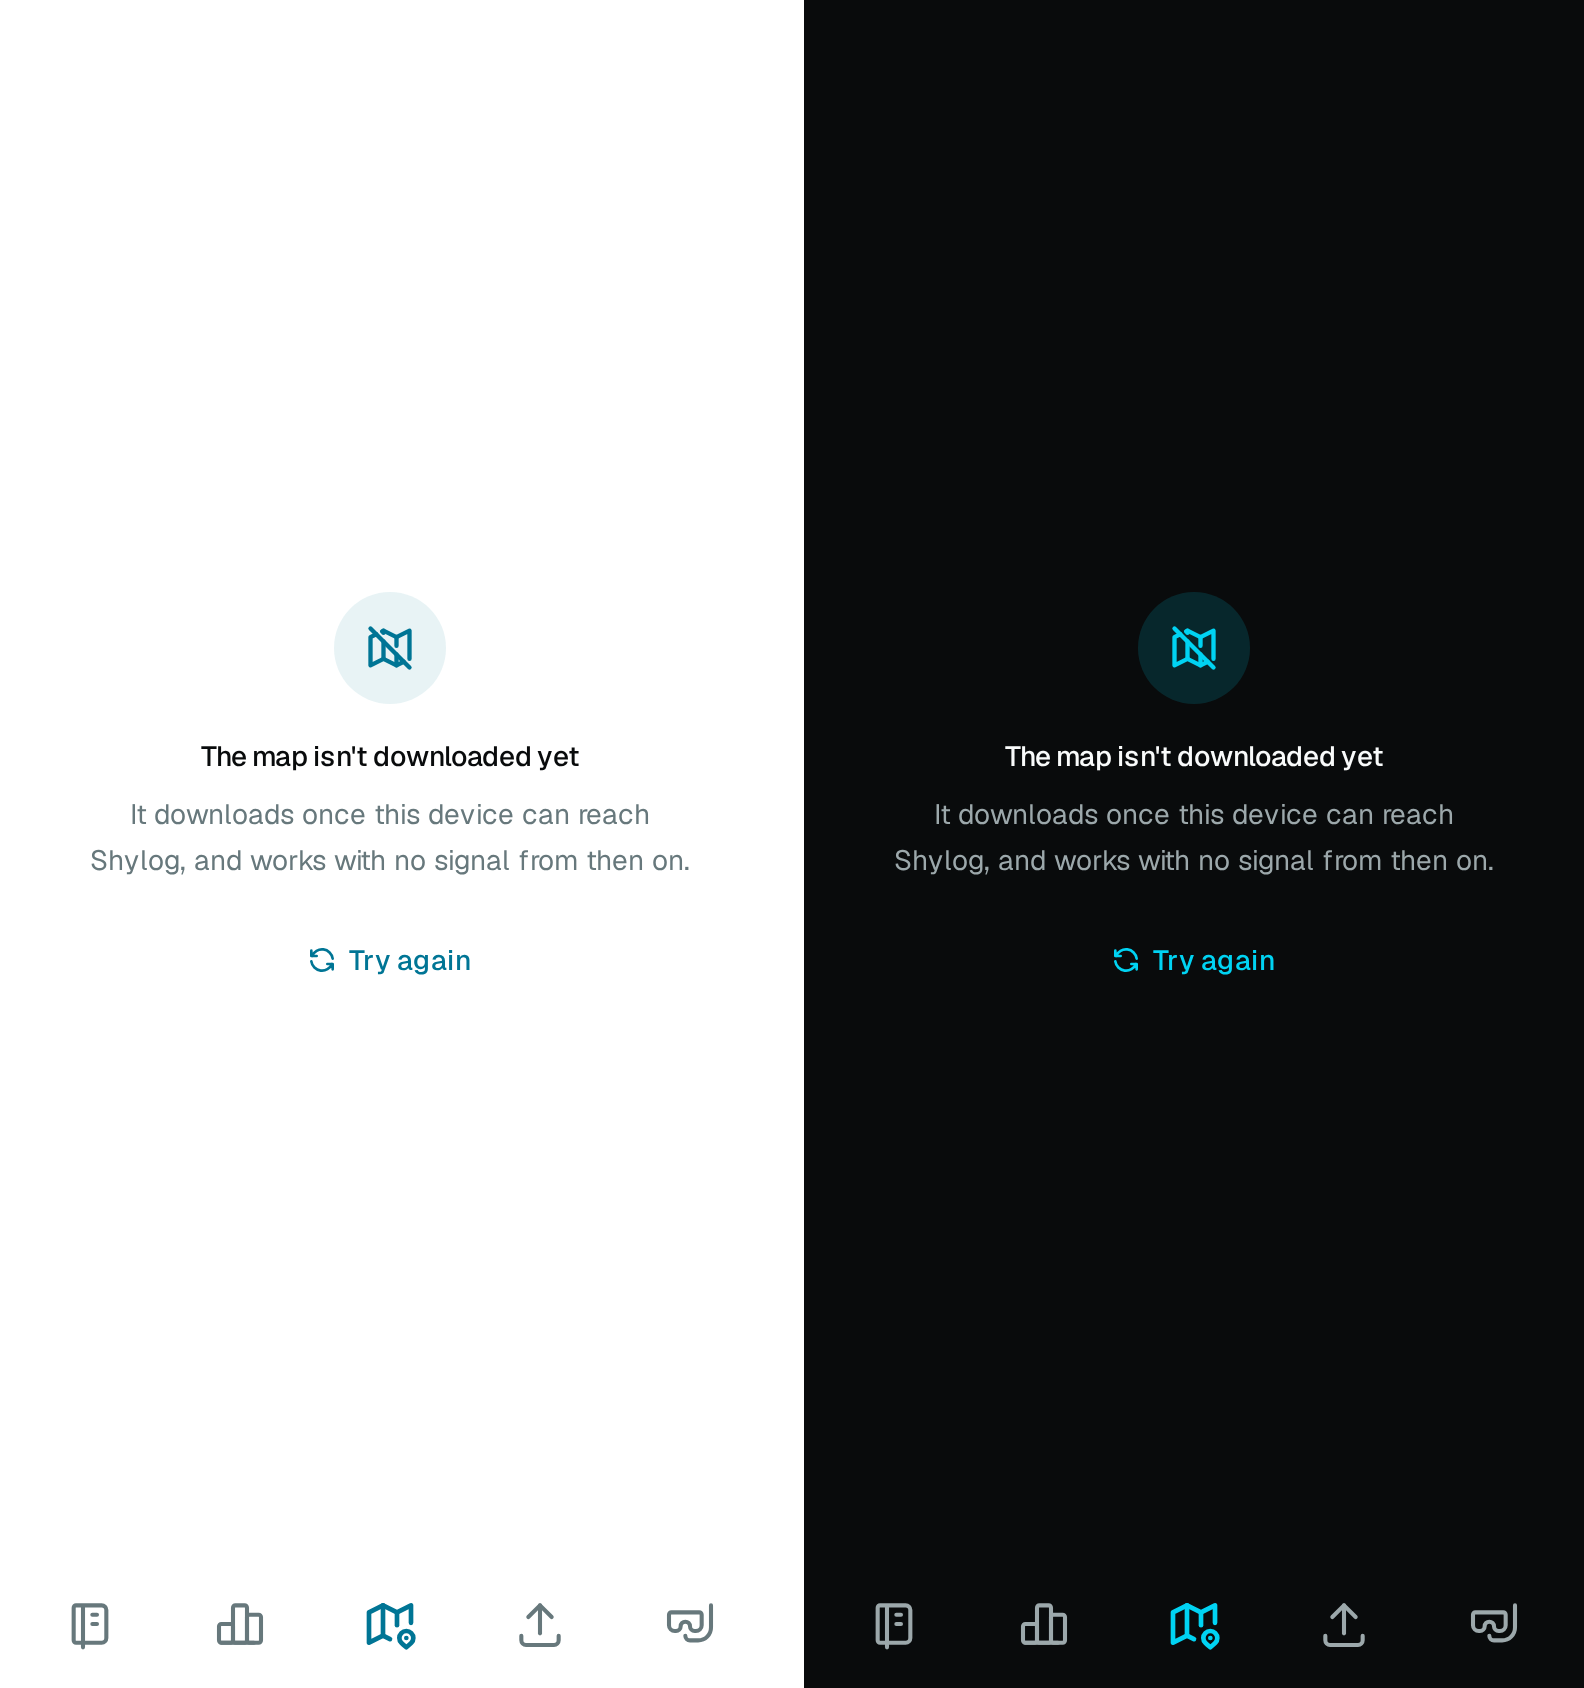 The map isn't downloaded yet
It downloads once this device can reach
Shylog, and works with no signal from then on.
Try again
The map isn't downloaded yet
It downloads once this device can reach
Shylog, and works with no signal from then on.
Try again